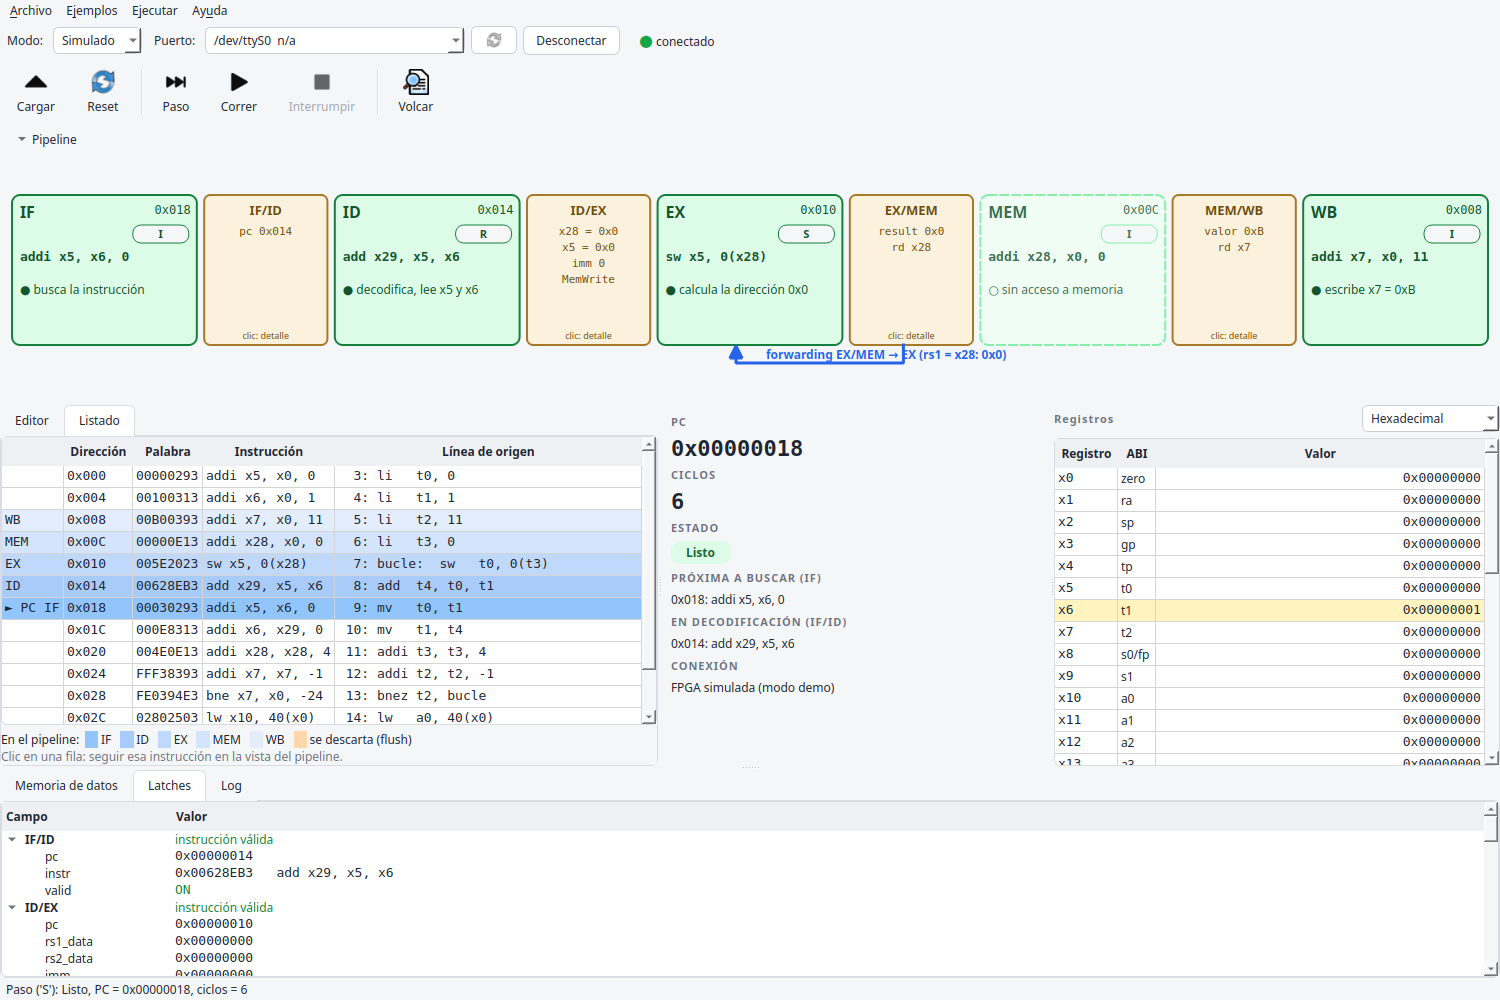 Archivo Ejemplos Ejecutar Ayuda
Modo: Simulado Puerto: /dev/ttyS0 n/a Desconectar conectado
Cargar Reset Paso Correr Interrumpir Volcar
Pipeline
IF 0x018
I
addi x5, x6, 0
● busca la instrucción
IF/ID
pc 0x014
clic: detalle
ID 0x014
R
add x29, x5, x6
● decodifica, lee x5 y x6
ID/EX
x28 = 0x0
x5 = 0x0
imm 0
MemWrite
clic: detalle
EX 0x010
S
sw x5, 0(x28)
● calcula la dirección 0x0
EX/MEM
result 0x0
rd x28
clic: detalle
MEM 0x00C
I
addi x28, x0, 0
○ sin acceso a memoria
MEM/WB
valor 0xB
rd x7
clic: detalle
WB 0x008
I
addi x7, x0, 11
● escribe x7 = 0xB
forwarding EX/MEM → EX (rs1 = x28: 0x0)
Editor Listado
Dirección Palabra Instrucción Línea de origen
0x000 00000293 addi x5, x0, 0 3: li t0, 0
0x004 00100313 addi x6, x0, 1 4: li t1, 1
WB 0x008 00B00393 addi x7, x0, 11 5: li t2, 11
MEM 0x00C 00000E13 addi x28, x0, 0 6: li t3, 0
EX 0x010 005E2023 sw x5, 0(x28) 7: bucle: sw t0, 0(t3)
ID 0x014 00628EB3 add x29, x5, x6 8: add t4, t0, t1
► PC IF 0x018 00030293 addi x5, x6, 0 9: mv t0, t1
0x01C 000E8313 addi x6, x29, 0 10: mv t1, t4
0x020 004E0E13 addi x28, x28, 4 11: addi t3, t3, 4
0x024 FFF38393 addi x7, x7, -1 12: addi t2, t2, -1
0x028 FE0394E3 bne x7, x0, -24 13: bnez t2, bucle
0x02C 02802503 lw x10, 40(x0) 14: lw a0, 40(x0)
En el pipeline: IF ID EX MEM WB se descarta (flush)
Clic en una fila: seguir esa instrucción en la vista del pipeline.
PC
0x00000018
CICLOS
6
ESTADO
Listo
PRÓXIMA A BUSCAR (IF)
0x018: addi x5, x6, 0
EN DECODIFICACIÓN (IF/ID)
0x014: add x29, x5, x6
CONEXIÓN
FPGA simulada (modo demo)
Registros Hexadecimal
Registro ABI Valor
x0 zero 0x00000000
x1 ra 0x00000000
x2 sp 0x00000000
x3 gp 0x00000000
x4 tp 0x00000000
x5 t0 0x00000000
x6 t1 0x00000001
x7 t2 0x00000000
x8 s0/fp 0x00000000
x9 s1 0x00000000
x10 a0 0x00000000
x11 a1 0x00000000
x12 a2 0x00000000
x13 a3 0x00000000
Memoria de datos Latches Log
Campo Valor
IF/ID instrucción válida
pc 0x00000014
instr 0x00628EB3 add x29, x5, x6
valid ON
ID/EX instrucción válida
pc 0x00000010
rs1_data 0x00000000
rs2_data 0x00000000
imm 0x00000000
Paso ('S'): Listo, PC = 0x00000018, ciclos = 6